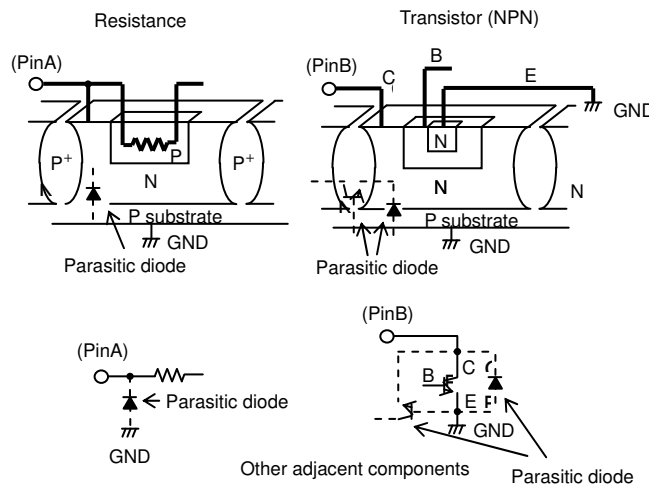 Resistance
Transistor (NPN)
(PinA)
(PinB)
C
B
E
GND
P+
P
P+
N
N
N
N
P substrate
GND
Parasitic diode
P substrate
GND
Parasitic diode
(PinA)
Parasitic diode
GND
(PinB)
C
B
E
GND
Other adjacent components
Parasitic diode